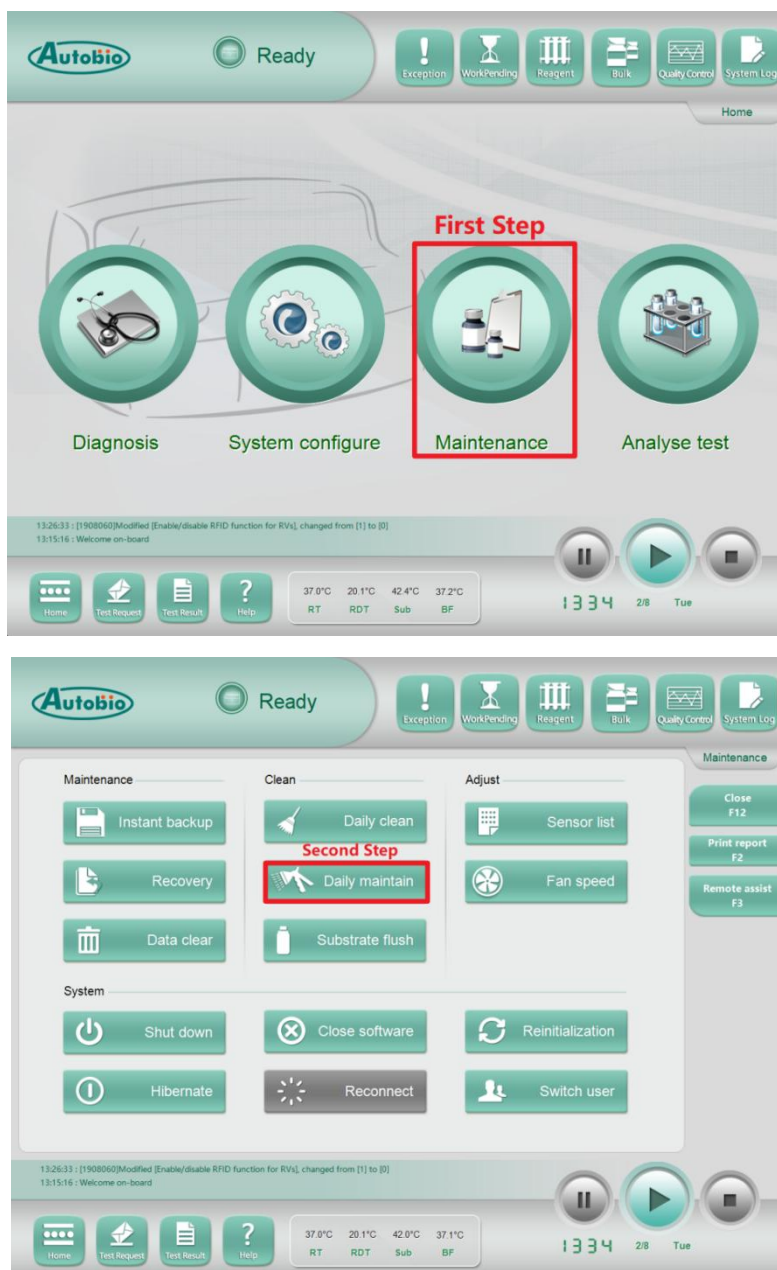 Autobio
Ready
Exception
WorkPending
Reagent
Bulk
Quality Control
System Log
Home
First Step
Diagnosis
System configure
Maintenance
Analyse test
13:26:33 : [1908060]Modified [Enable/disable RFID function for RVs], changed from [1] to [0]
13:15:16 : Welcome on-board
Home
Test Request
Test Result
? Help
37.0°C 20.1°C 42.4°C 37.2°C
RT RDT Sub BF
1334 2/8 Tue
Autobio
Ready
Exception
WorkPending
Reagent
Bulk
Quality Control
System Log
Maintenance
Maintenance
Clean
Adjust
Instant backup
Daily clean
Sensor list
Second Step
Recovery
Daily maintain
Fan speed
Data clear
Substrate flush
System
Shut down
Close software
Reinitialization
Hibernate
Reconnect
Switch user
Close
F12
Print report
F2
Remote assist
F3
13:26:33 : [1908060]Modified [Enable/disable RFID function for RVs], changed from [1] to [0]
13:15:16 : Welcome on-board
Home
Test Request
Test Result
? Help
37.0°C 20.1°C 42.0°C 37.1°C
RT RDT Sub BF
1334 2/8 Tue